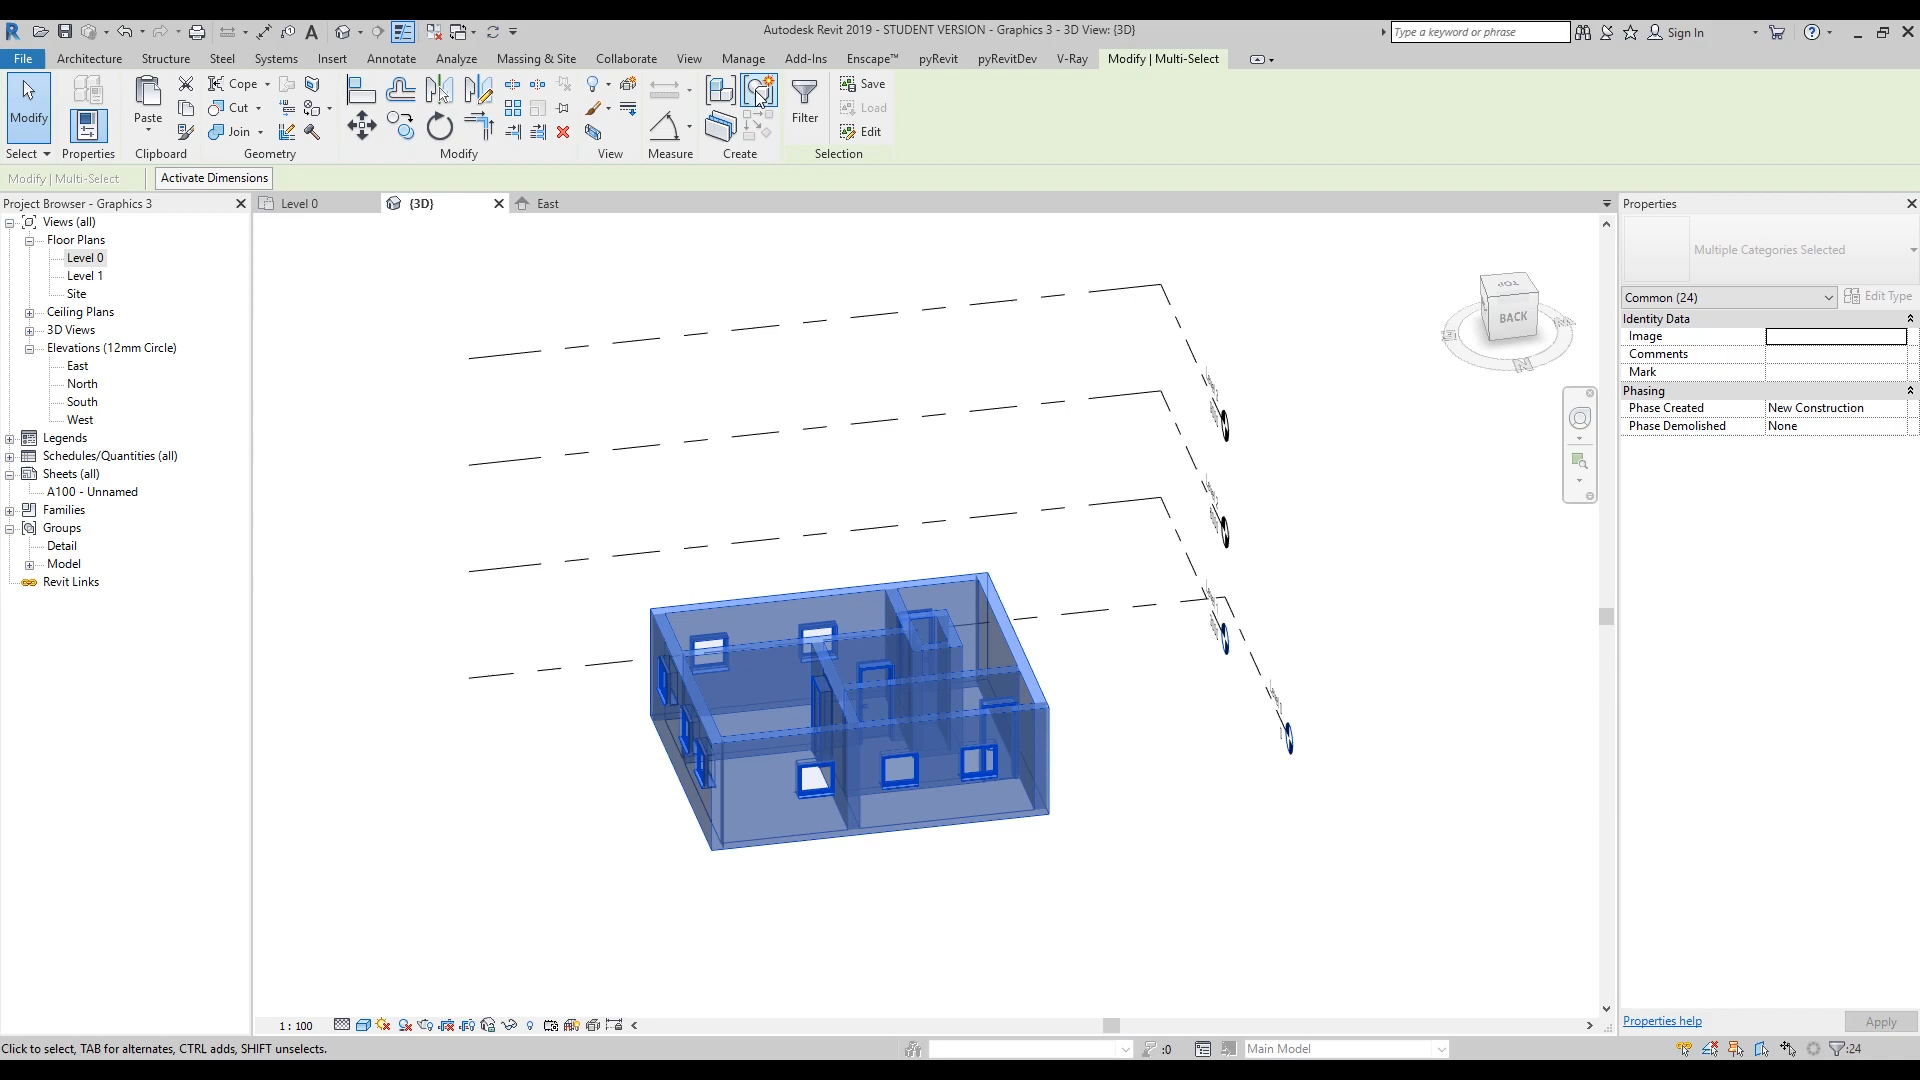 Autodesk Revit 2019 - STUDENT VERSION - Graphics 3 - 3D View: {3D}
Type a keyword or phrase
Sign In
File Architecture Structure Steel Systems Insert Annotate Analyze Massing & Site Collaborate View Manage Add-Ins Enscape™ pyRevit pyRevitDev V-Ray Modify | Multi-Select
Cope
Save
Cut
Load
Modify
Paste
Filter
Join
Edit
Select Properties Clipboard Geometry Modify View Measure Create Selection
Modify | Multi-Select Activate Dimensions
Project Browser - Graphics 3
Level 0 {3D} East
Properties
Views (all)
Floor Plans
Level 0
Level 1
Site
Ceiling Plans
3D Views
Elevations (12mm Circle)
East
North
South
West
Legends
Schedules/Quantities (all)
Sheets (all)
A100 - Unnamed
Families
Groups
Detail
Model
Revit Links
TOP
BACK
N
E
W
Multiple Categories Selected
Common (24) Edit Type
Identity Data
Image
Comments
Mark
Phasing
Phase Created New Construction
Phase Demolished None
Properties help Apply
1 : 100
Click to select, TAB for alternates, CTRL adds, SHIFT unselects.
:0
Main Model
:24